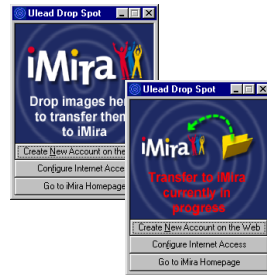 Ulead Drop Spot
iMira
Drop images here
to transfer them
to iMira
Create New Account on the
Configure Internet Acce
Go to iMira Homepage
Ulead Drop Spot
iMira
Transfer to iMira
currently in
progress
Create New Account on the Web
Configure Internet Access
Go to iMira Homepage